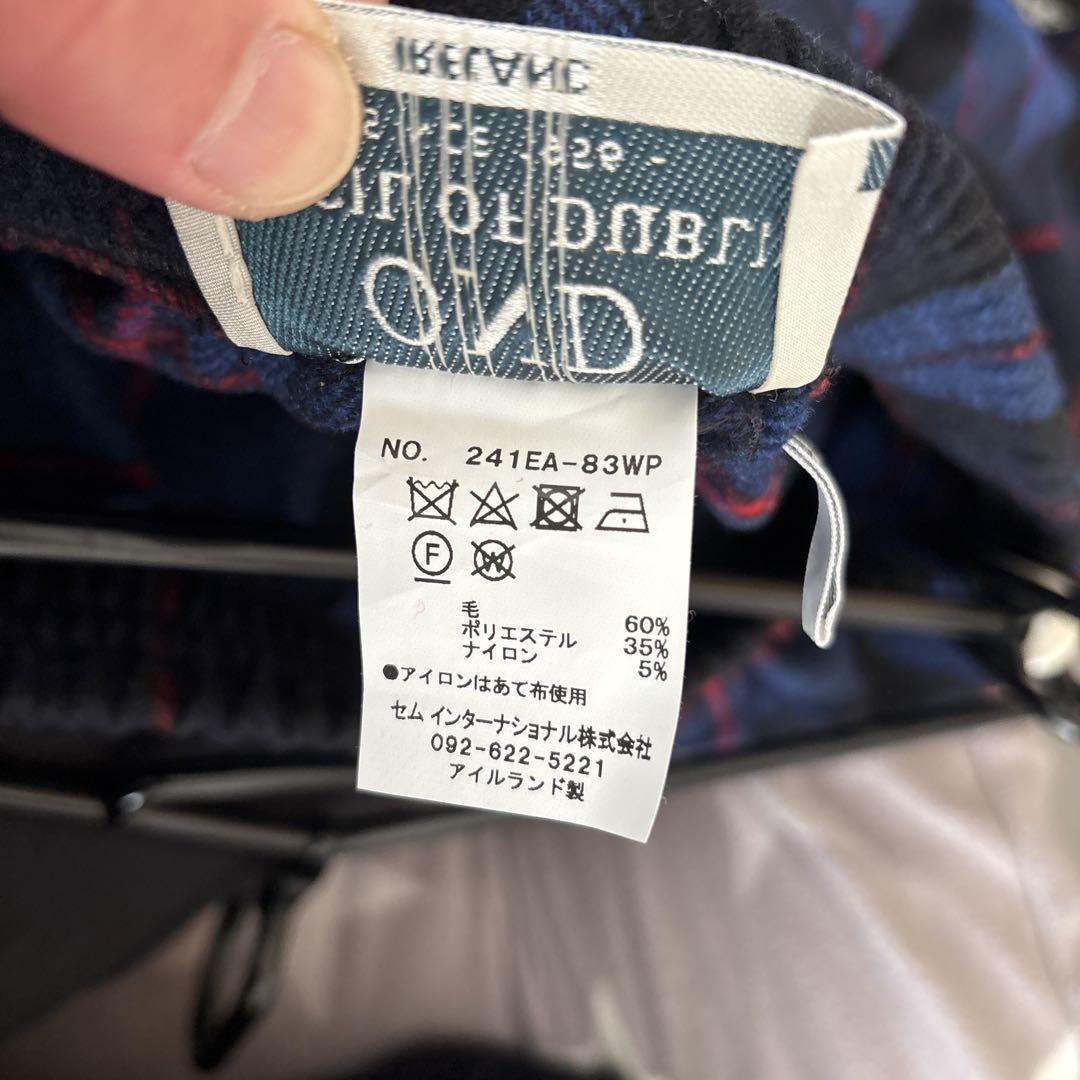 IRELAND
OF DUBLIN
NO. 241EA-83WP
F
W
毛 60%
ポリエステル 35%
ナイロン 5%
●アイロンはあて布使用
セム インターナショナル株式会社
092-622-5221
アイルランド製